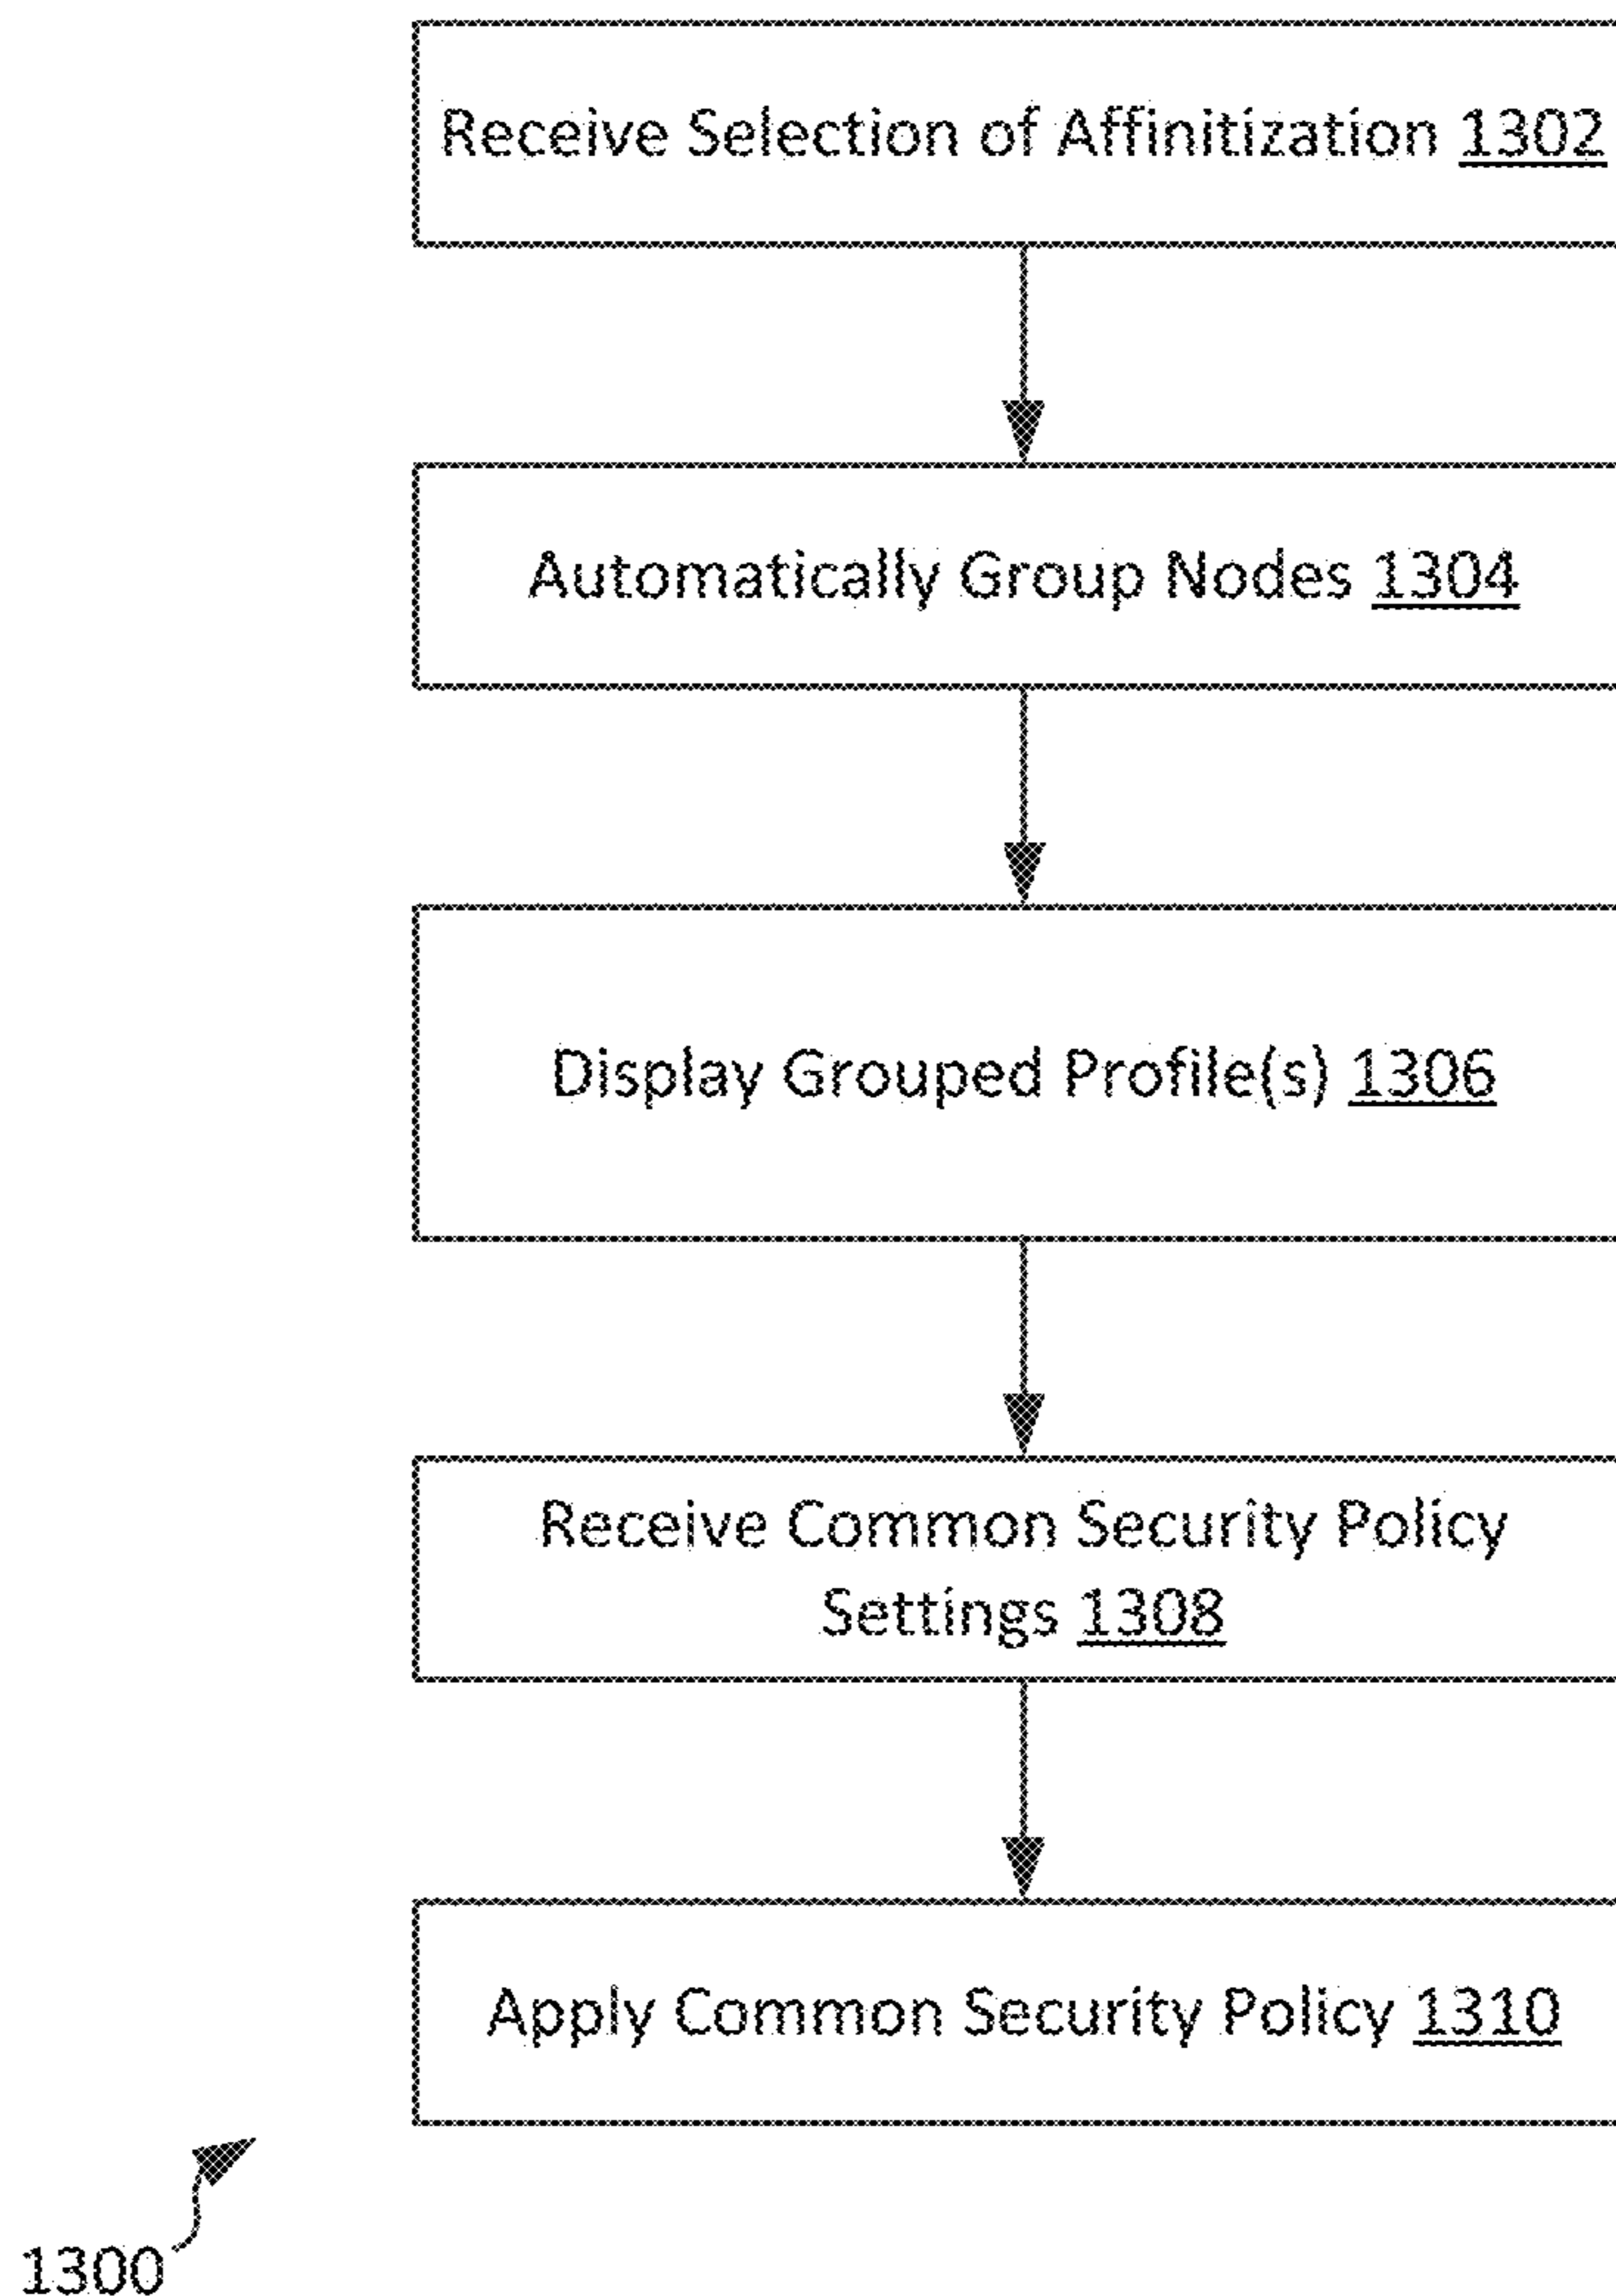 Receive Selection of Affinitization 1302
Automatically Group Nodes 1304
Display Grouped Profile(s) 1306
Receive Common Security Policy
Settings 1308
Apply Common Security Policy 1310
1300